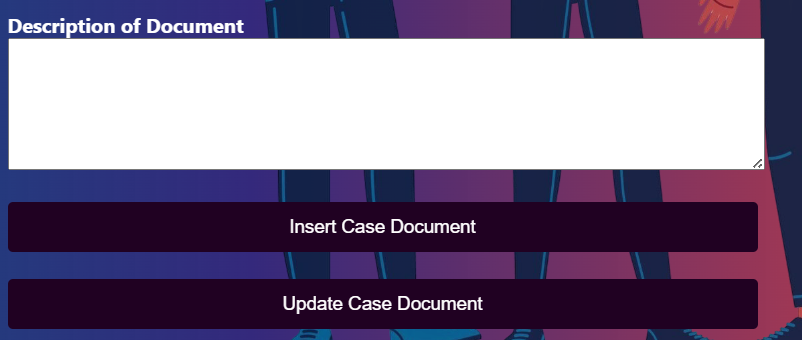 Description of Document
Insert Case Document
Update Case Document